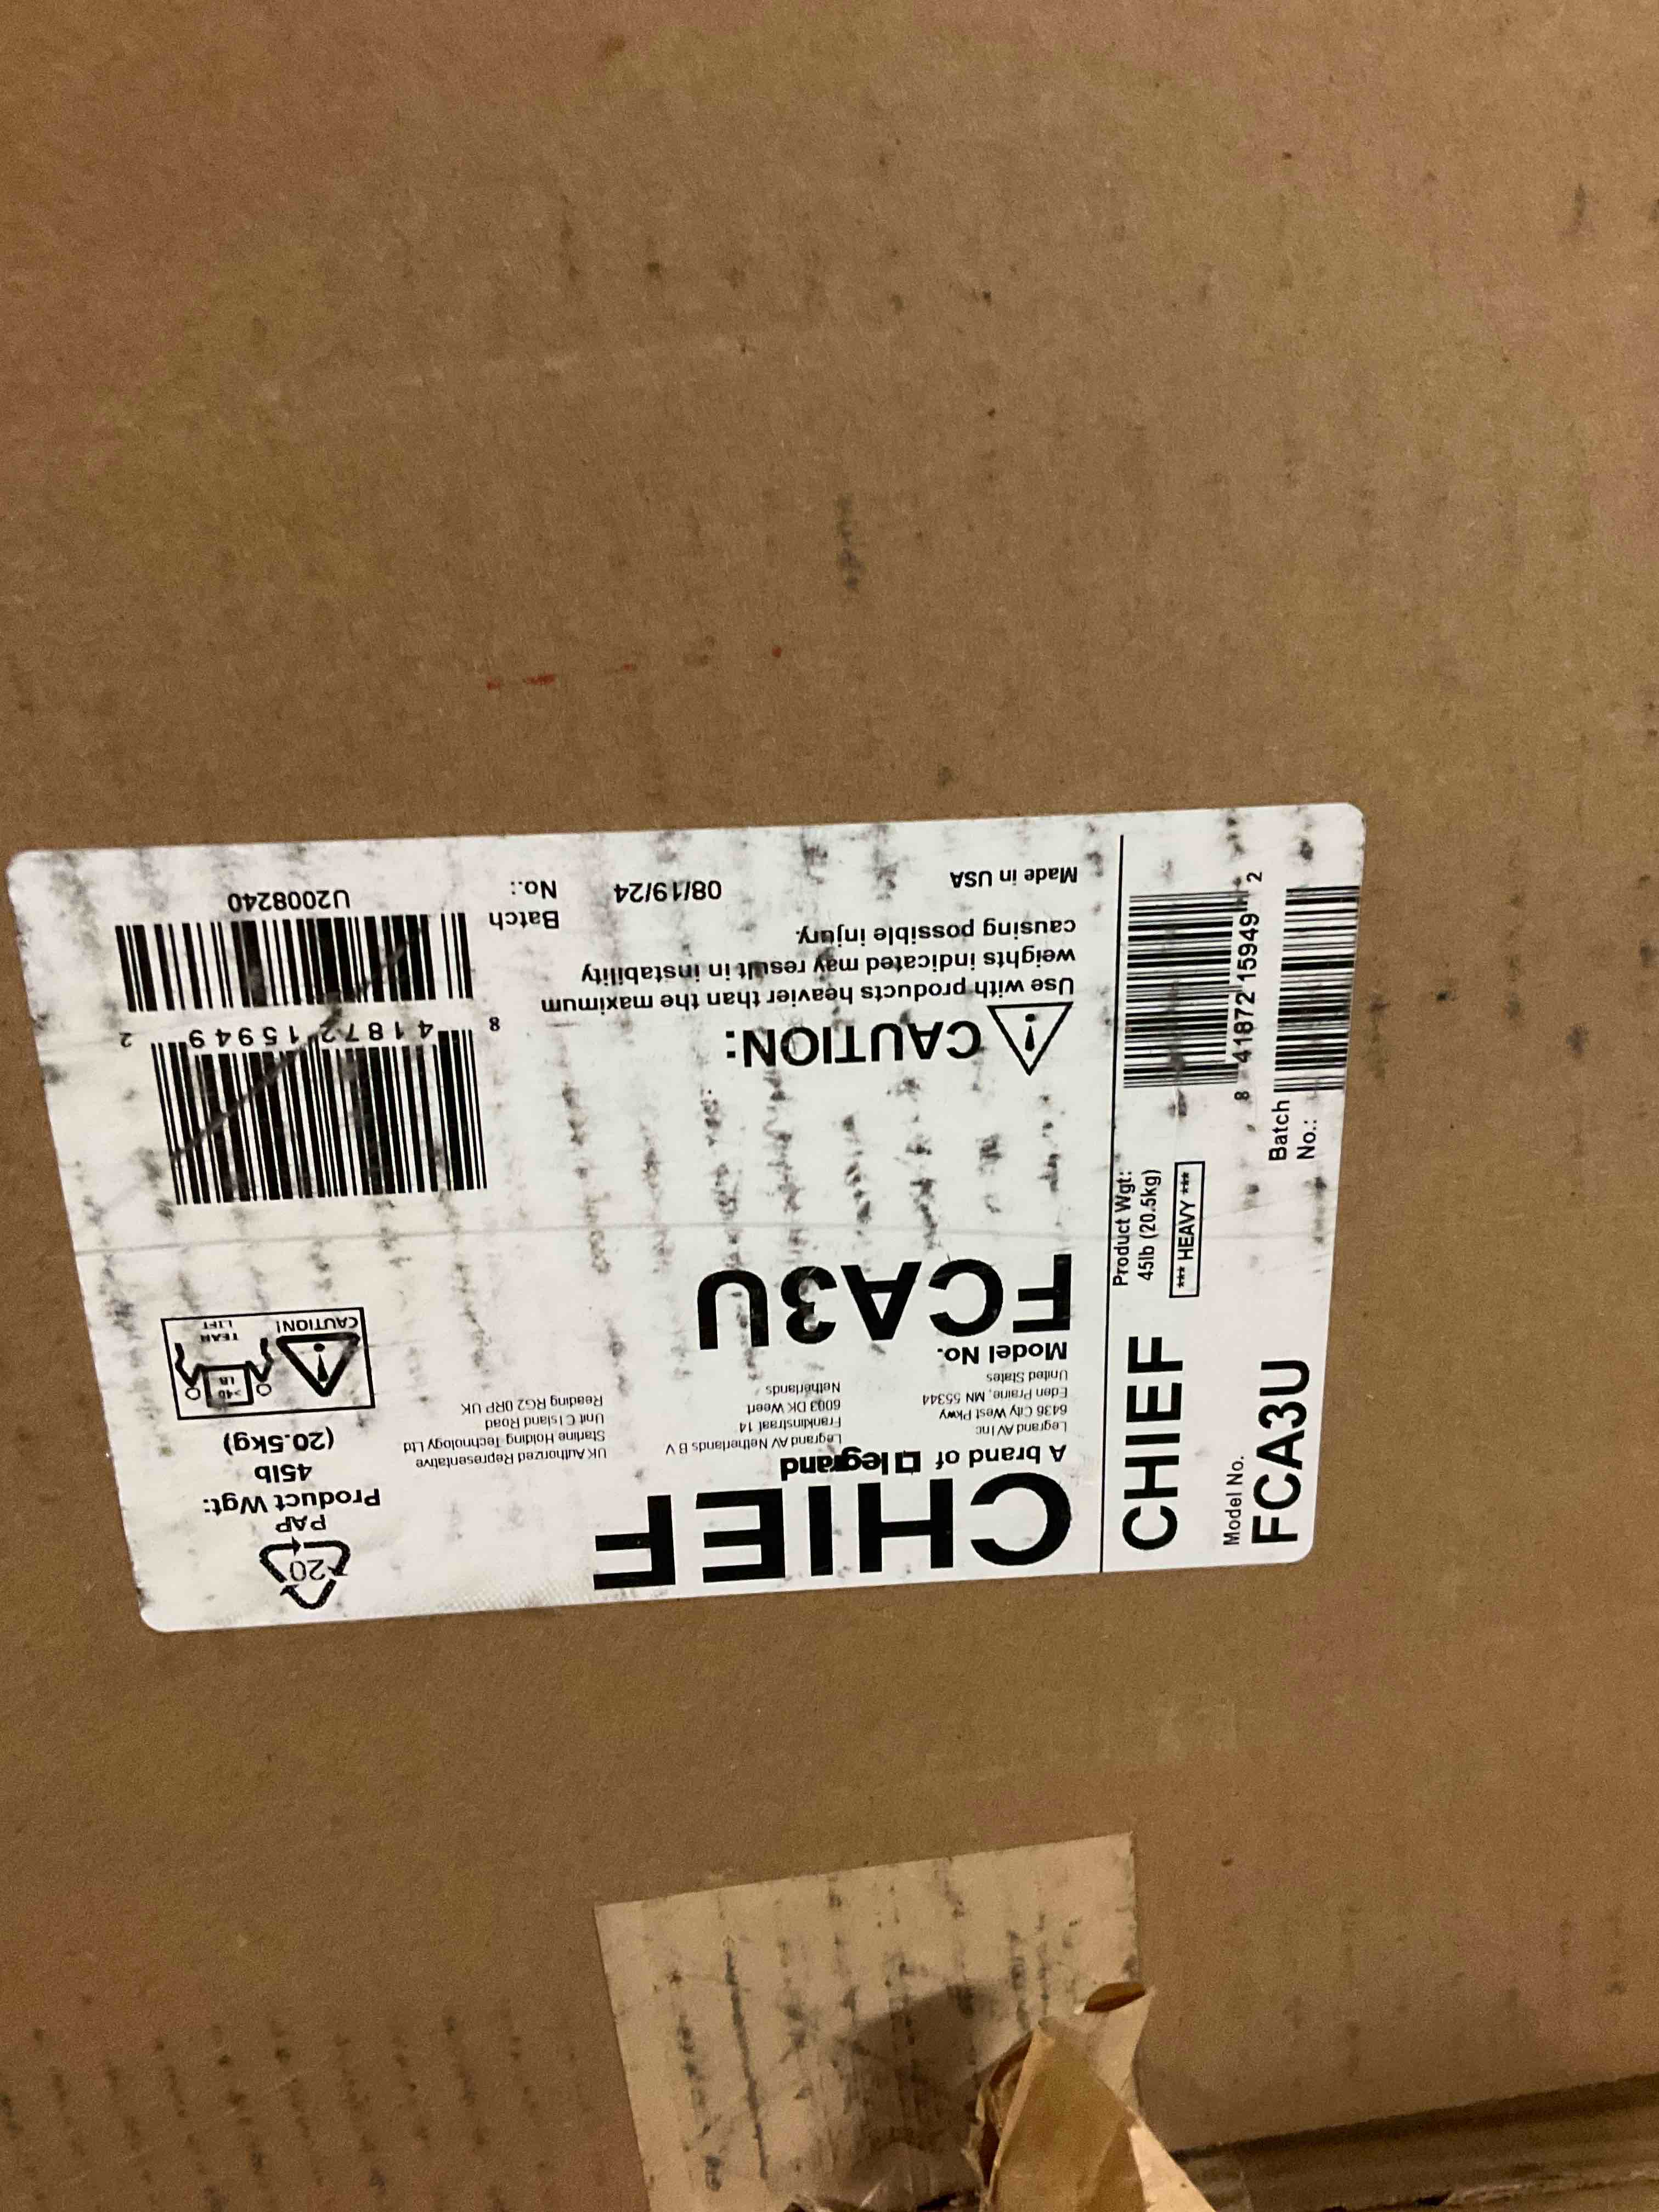 CHIEF
A brand of legrand
Legrand AV Inc
6436 City West Pkwy
Eden Prairie, MN 55344
United States
Legrand AV Netherlands B V
Franklinstraat 14
6003 DK Weert
Netherlands
UK Authorized Representative
Starline Holding Technology Ltd
Unit C Island Road
Reading RG2 0RP UK
20
PAP
Product Wgt:
45lb
(20.5kg)
>40
LB
TEAM
LIFT
CAUTION!
Model No.
FCA3U
CAUTION:
Use with products heavier than the maximum
weights indicated may result in instability
causing possible injury.
Made in USA
08/19/24
8 41872 15949 2
Batch
No.:
U2008240
CHIEF
Product Wgt:
45lb (20.5kg)
*** HEAVY ***
Model No.
FCA3U
8 41872 15949 2
Batch
No.: